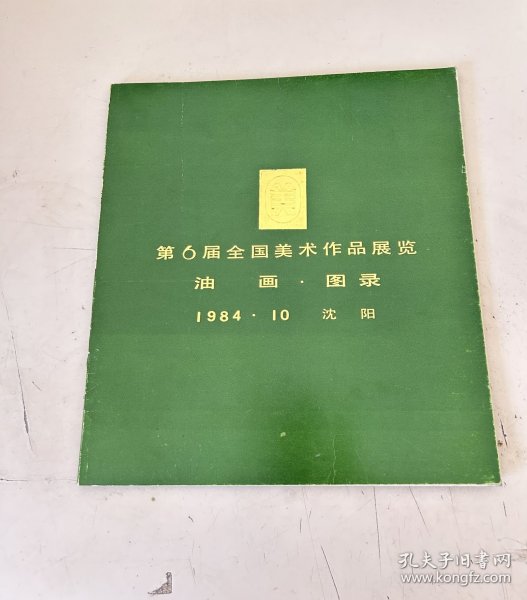 美
第6届全国美术作品展览
油 画·图录
1984·10 沈阳
孔夫子旧书网
www.kongfz.com